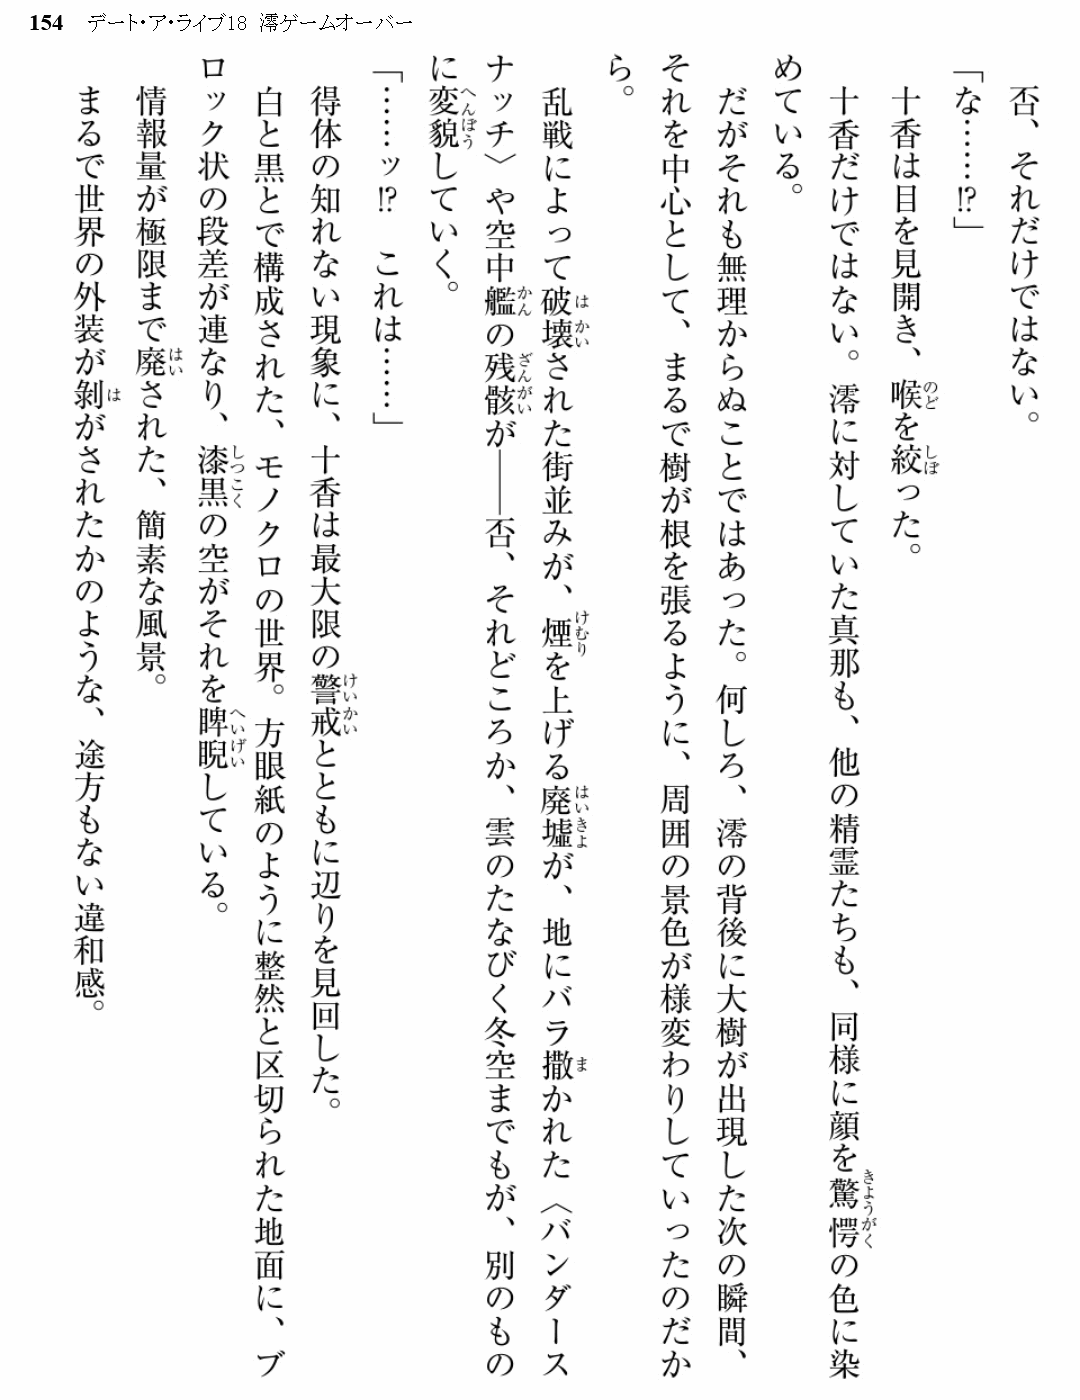 154 デート・ア・ライブ18 澪ゲームオーバー
否、それだけではない。
「な……!?」
十香は目を見開き、喉を絞った。
十香だけではない。澪に対していた真那も、他の精霊たちも、同様に顔を驚愕の色に染
めている。
だがそれも無理からぬことではあった。何しろ、澪の背後に大樹が出現した次の瞬間、
それを中心として、まるで樹が根を張るように、周囲の景色が様変わりしていったのだか
ら。
乱戦によって破壊された街並みが、煙を上げる廃墟が、地にバラ撒かれた〈バンダース
ナッチ〉や空中艦の残骸が――否、それどころか、雲のたなびく冬空までもが、別のもの
に変貌していく。
「……ッ!? これは……」
得体の知れない現象に、十香は最大限の警戒とともに辺りを見回した。
白と黒とで構成された、モノクロの世界。方眼紙のように整然と区切られた地面に、ブ
ロック状の段差が連なり、漆黒の空がそれを睥睨している。
情報量が極限まで廃された、簡素な風景。
まるで世界の外装が剝がされたかのような、途方もない違和感。